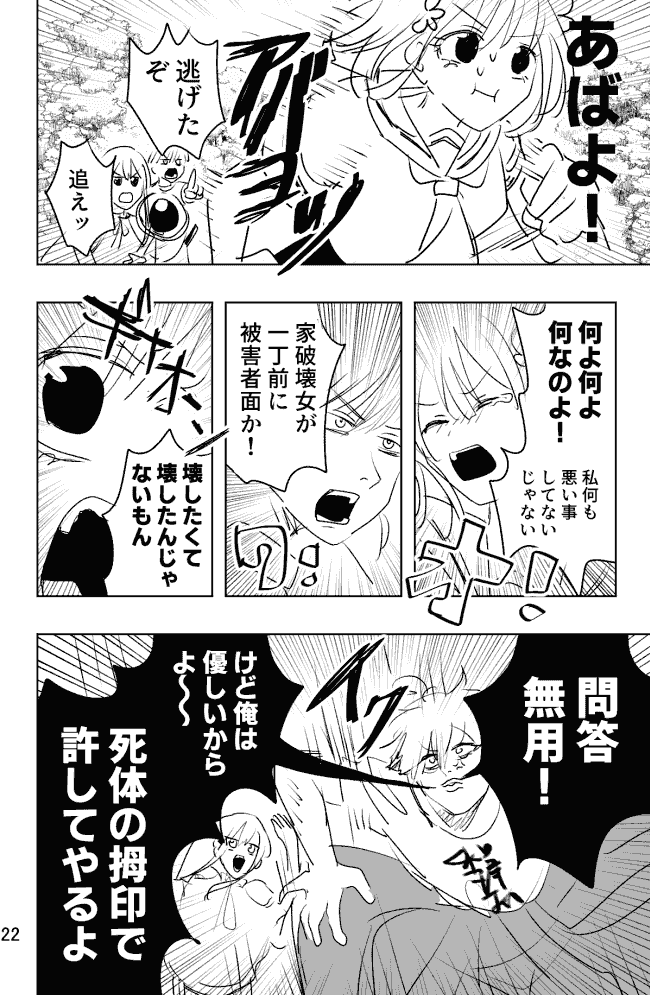 あばよ！
ダッ
逃げた
ぞ
追えッ
何よ何よ
何なのよ！
私何も
悪い事
してない
じゃない
家破壊女が
一丁前に
被害者面か！
壊したくて
壊したんじゃ
ないもん
問答
無用！
けど俺は
優しいから
よ〜〜
死体の拇印で
許してやるよ
22